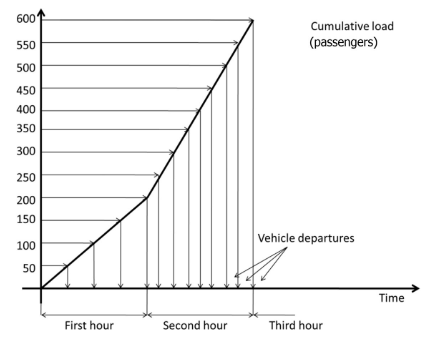 600
550
500
450
400
350
300
250
200
150
100
50
Cumulative load
(passengers)
Vehicle departures
Time
First hour
Second hour
Third hour